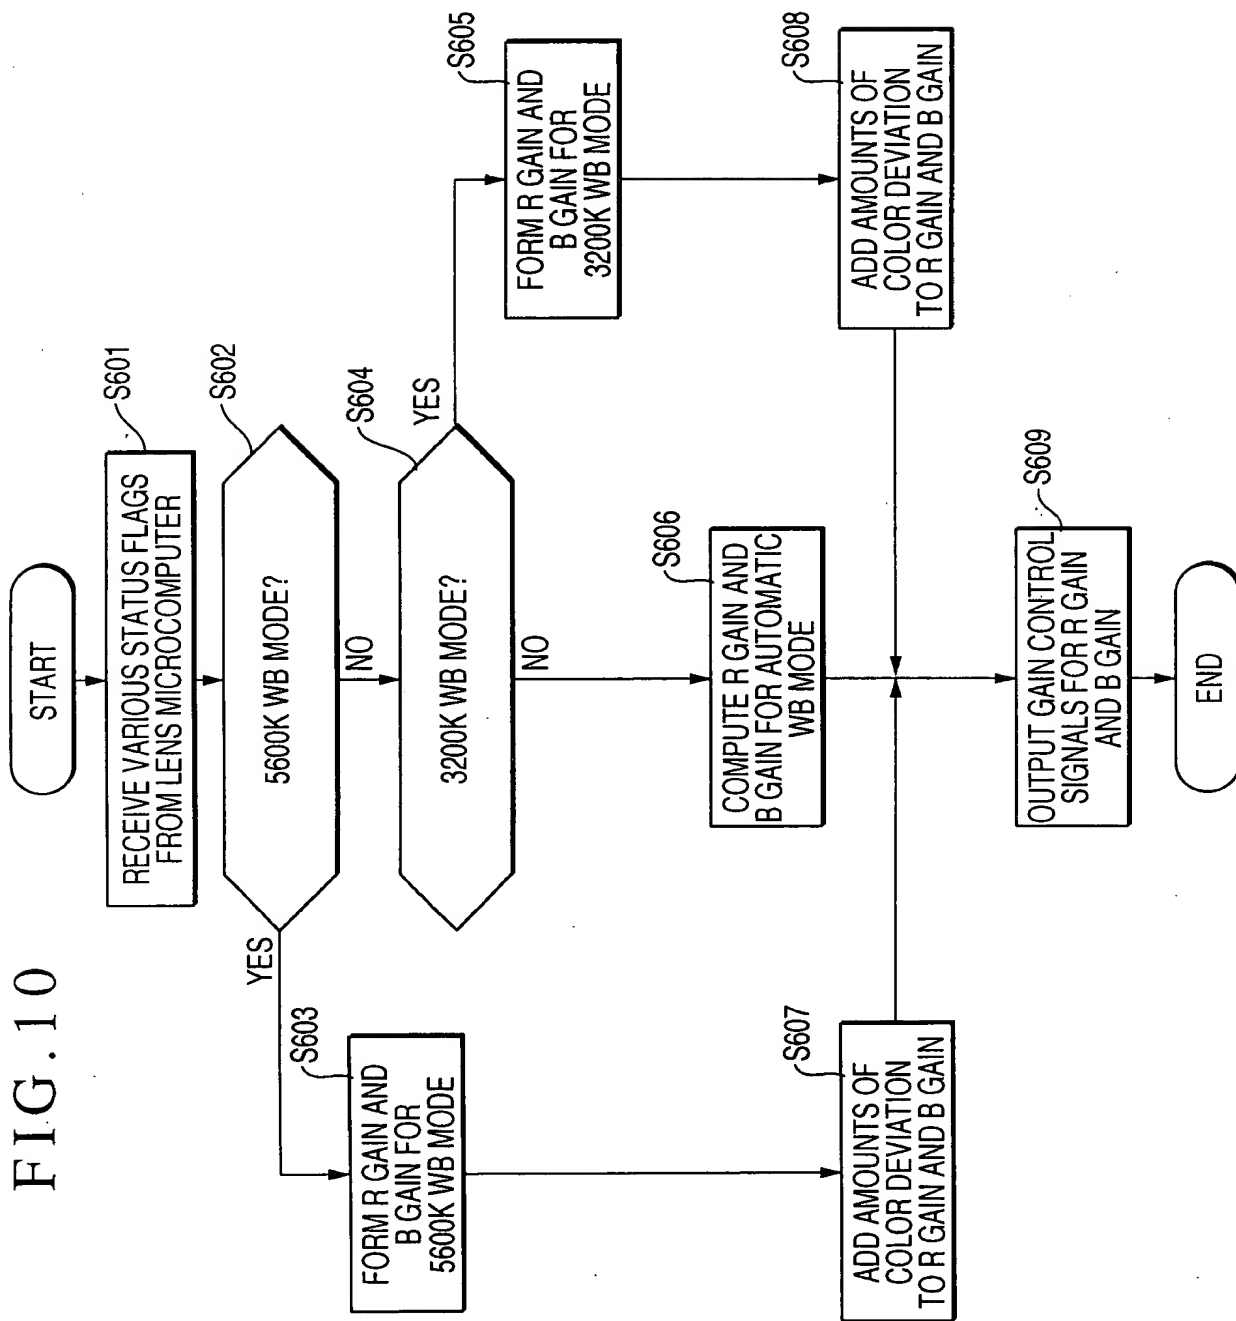 FIG.10
START
S601
RECEIVE VARIOUS STATUS FLAGS
FROM LENS MICROCOMPUTER
S602
5600K WB MODE?
YES
NO
S603
FORM R GAIN AND
B GAIN FOR
5600K WB MODE
S604
3200K WB MODE?
YES
NO
S605
FORM R GAIN AND
B GAIN FOR
3200K WB MODE
S606
COMPUTE R GAIN AND
B GAIN FOR AUTOMATIC
WB MODE
S607
ADD AMOUNTS OF
COLOR DEVIATION
TO R GAIN AND B GAIN
S608
ADD AMOUNTS OF
COLOR DEVIATION
TO R GAIN AND B GAIN
S609
OUTPUT GAIN CONTROL
SIGNALS FOR R GAIN
AND B GAIN
END